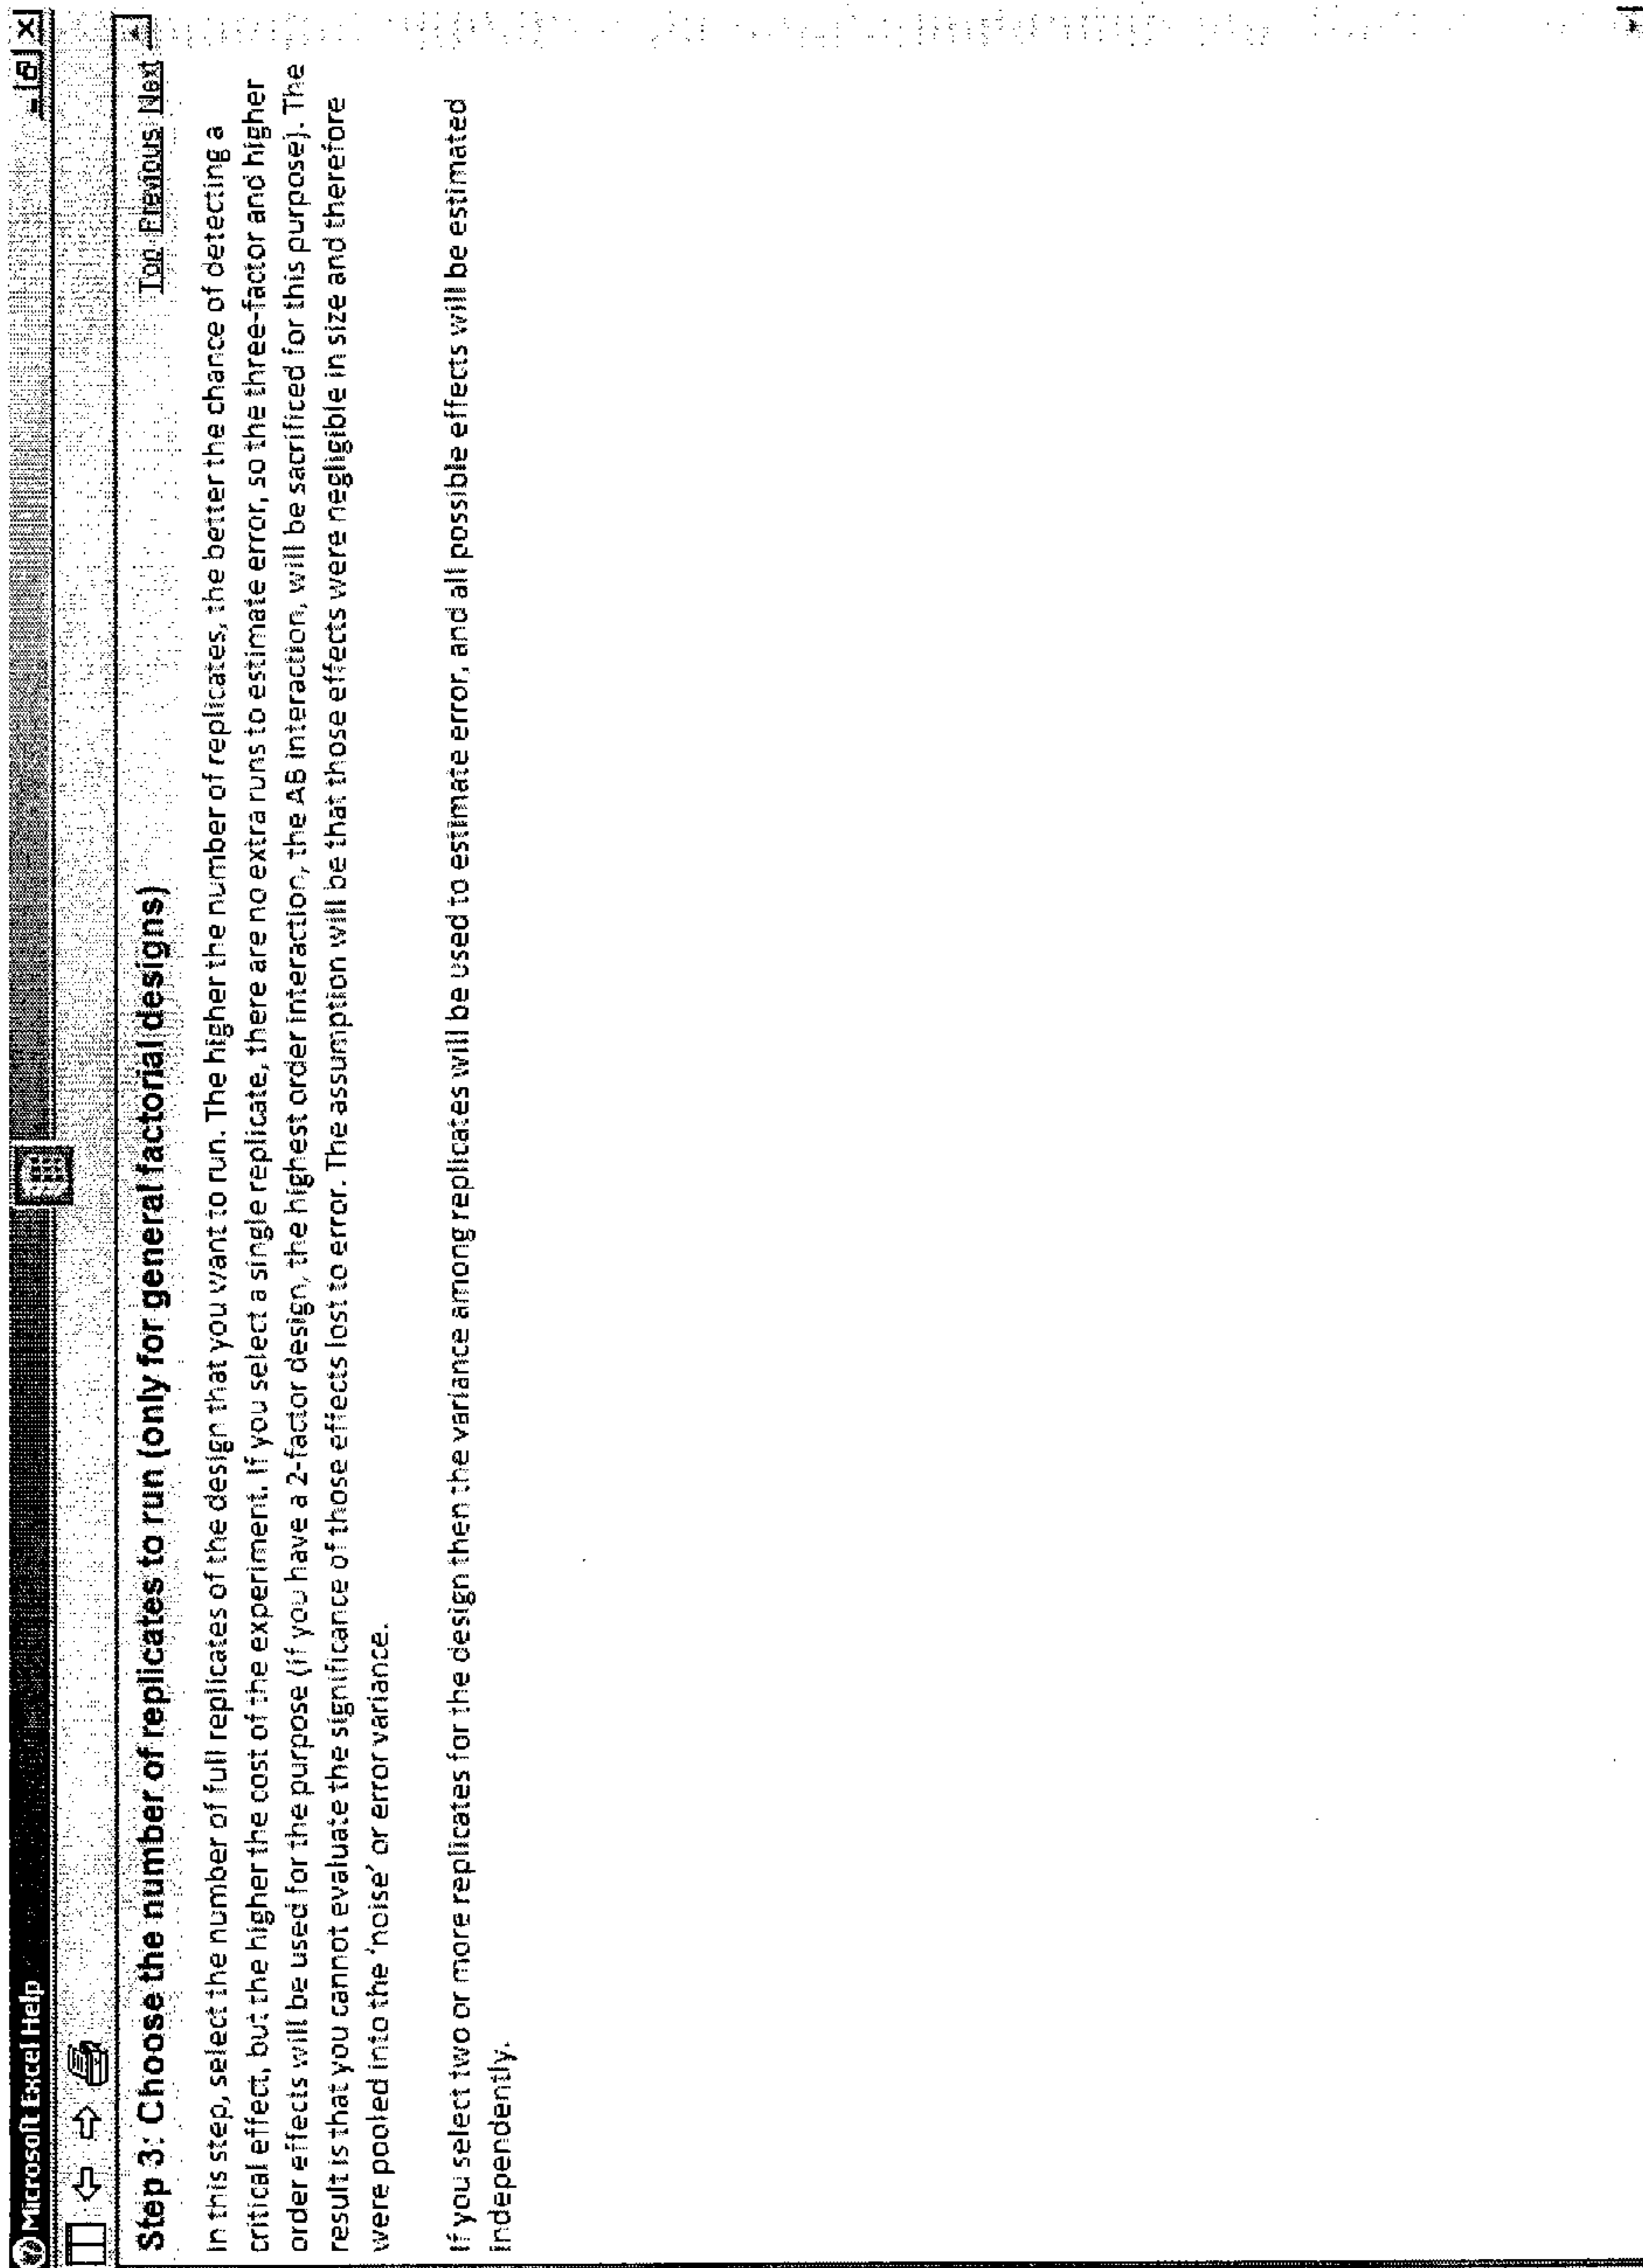 Microsoft Excel Help
Top Previous Next
Step 3: Choose the number of replicates to run (only for general factorial designs)
In this step, select the number of full replicates of the design that you want to run. The higher the number of replicates, the better the chance of detecting a
critical effect, but the higher the cost of the experiment. If you select a single replicate, there are no extra runs to estimate error, so the three-factor and higher
order effects will be used for the purpose (if you have a 2-factor design, the highest order interaction, the AB interaction, will be sacrificed for this purpose). The
result is that you cannot evaluate the significance of those effects lost to error. The assumption will be that those effects were negligible in size and therefore
were pooled into the 'noise' or error variance.
If you select two or more replicates for the design then the variance among replicates will be used to estimate error, and all possible effects will be estimated
independently.